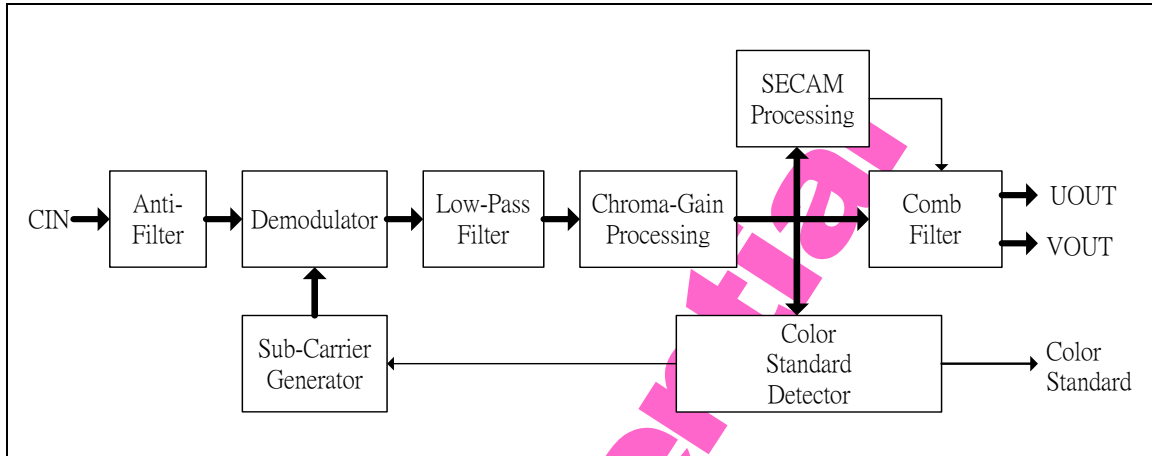 SECAM
Processing
CIN
Anti-
Filter
Demodulator
Low-Pass
Filter
Chroma-Gain
Processing
Comb
Filter
UOUT
VOUT
Sub-Carrier
Generator
Color
Standard
Detector
Color
Standard